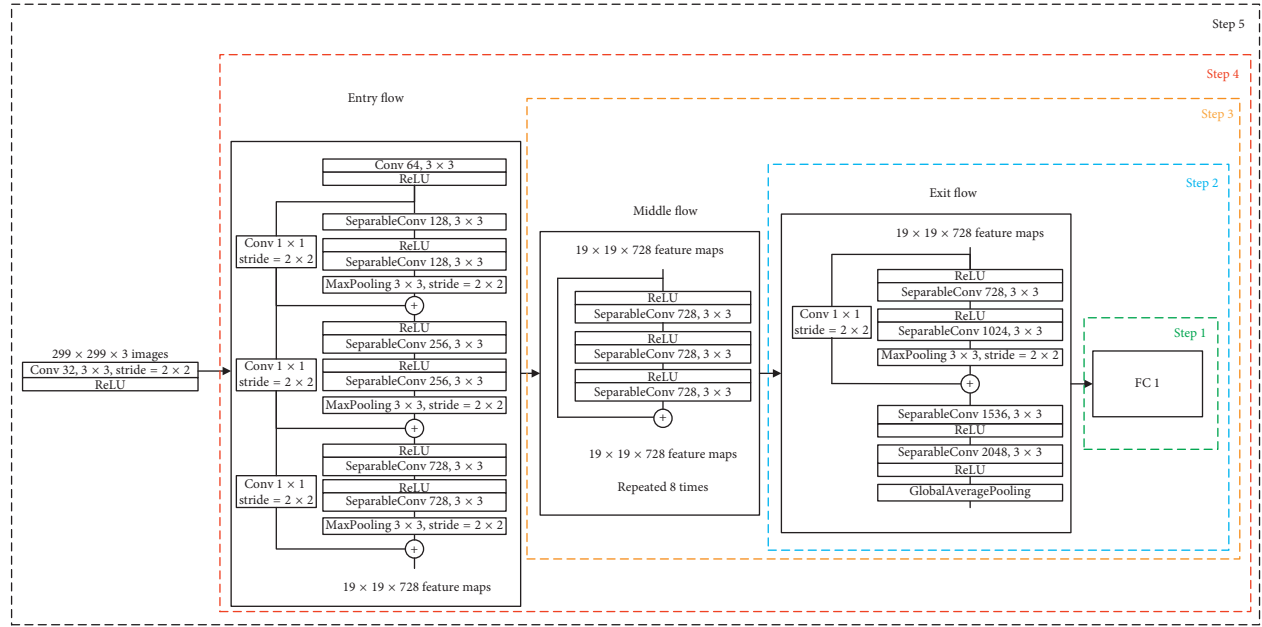 Step 5
Step 4
Entry flow
Step 3
Conv 64, 3 × 3
ReLU
SeparableConv 128, 3 × 3
Conv 1 × 1
stride = 2 × 2
ReLU
SeparableConv 128, 3 × 3
MaxPooling 3 × 3, stride = 2 × 2
+
ReLU
SeparableConv 256, 3 × 3
Conv 1 × 1
stride = 2 × 2
ReLU
SeparableConv 256, 3 × 3
MaxPooling 3 × 3, stride = 2 × 2
+
ReLU
SeparableConv 728, 3 × 3
Conv 1 × 1
stride = 2 × 2
ReLU
SeparableConv 728, 3 × 3
MaxPooling 3 × 3, stride = 2 × 2
+
19 × 19 × 728 feature maps
299 × 299 × 3 images
Conv 32, 3 × 3, stride = 2 × 2
ReLU
Middle flow
19 × 19 × 728 feature maps
ReLU
SeparableConv 728, 3 × 3
ReLU
SeparableConv 728, 3 × 3
ReLU
SeparableConv 728, 3 × 3
+
19 × 19 × 728 feature maps
Repeated 8 times
Step 2
Exit flow
19 × 19 × 728 feature maps
ReLU
SeparableConv 728, 3 × 3
Conv 1 × 1
stride = 2 × 2
ReLU
SeparableConv 1024, 3 × 3
MaxPooling 3 × 3, stride = 2 × 2
+
SeparableConv 1536, 3 × 3
ReLU
SeparableConv 2048, 3 × 3
ReLU
GlobalAveragePooling
Step 1
FC 1